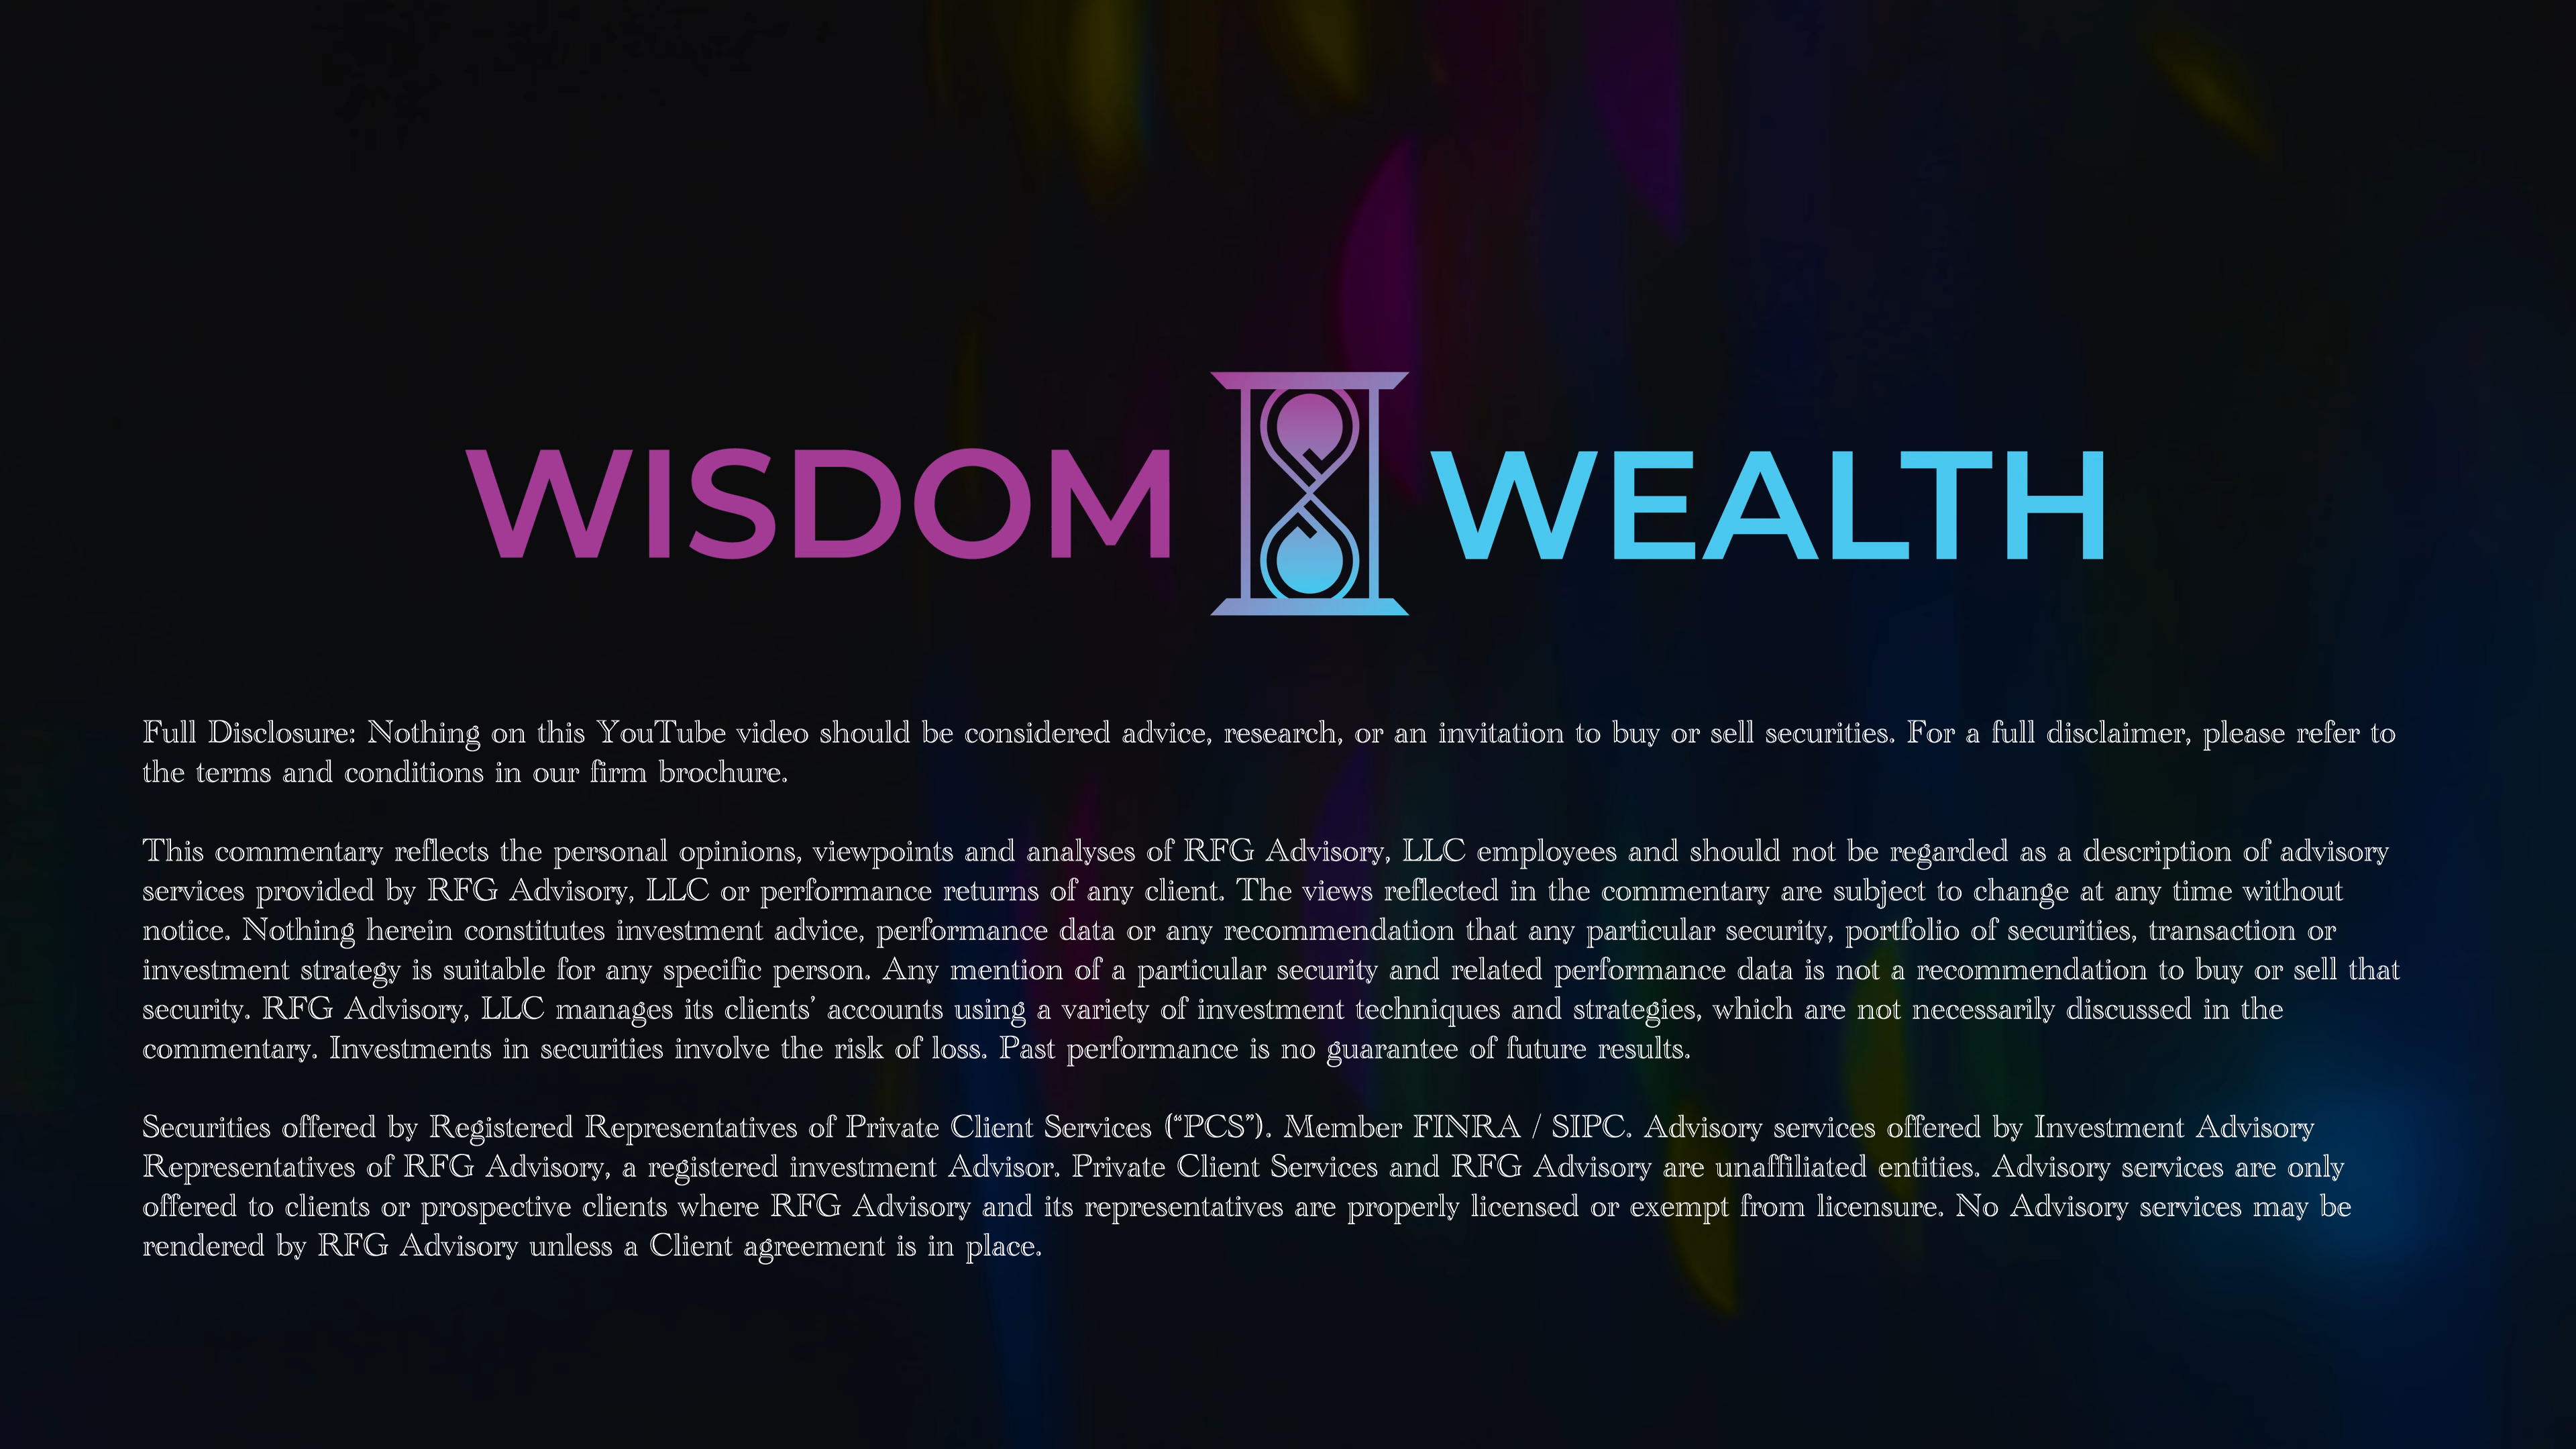 WISDOM WEALTH
Full Disclosure: Nothing on this YouTube video should be considered advice, research, or an invitation to buy or sell securities. For a full disclaimer, please refer to
the terms and conditions in our firm brochure.
This commentary reflects the personal opinions, viewpoints and analyses of RFG Advisory, LLC employees and should not be regarded as a description of advisory
services provided by RFG Advisory, LLC or performance returns of any client. The views reflected in the commentary are subject to change at any time without
notice. Nothing herein constitutes investment advice, performance data or any recommendation that any particular security, portfolio of securities, transaction or
investment strategy is suitable for any specific person. Any mention of a particular security and related performance data is not a recommendation to buy or sell that
security. RFG Advisory, LLC manages its clients’ accounts using a variety of investment techniques and strategies, which are not necessarily discussed in the
commentary. Investments in securities involve the risk of loss. Past performance is no guarantee of future results.
Securities offered by Registered Representatives of Private Client Services (“PCS”). Member FINRA / SIPC. Advisory services offered by Investment Advisory
Representatives of RFG Advisory, a registered investment Advisor. Private Client Services and RFG Advisory are unaffiliated entities. Advisory services are only
offered to clients or prospective clients where RFG Advisory and its representatives are properly licensed or exempt from licensure. No Advisory services may be
rendered by RFG Advisory unless a Client agreement is in place.